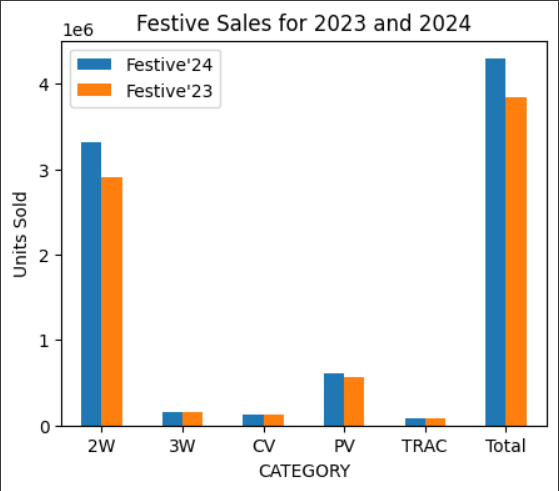 Festive Sales for 2023 and 2024
1e6
Festive'24
Festive'23
4
3
2
1
0
Units Sold
2W 3W CV PV TRAC Total
CATEGORY